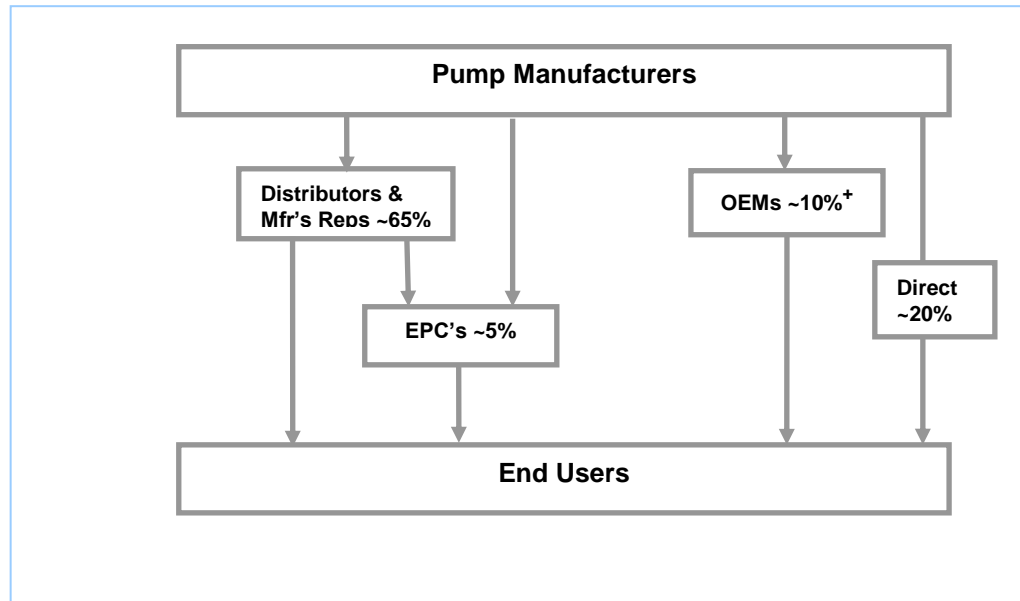 Pump Manufacturers
Distributors &
Mfr's Reps ~65%
OEMs ~10%+
Direct
~20%
EPC's ~5%
End Users